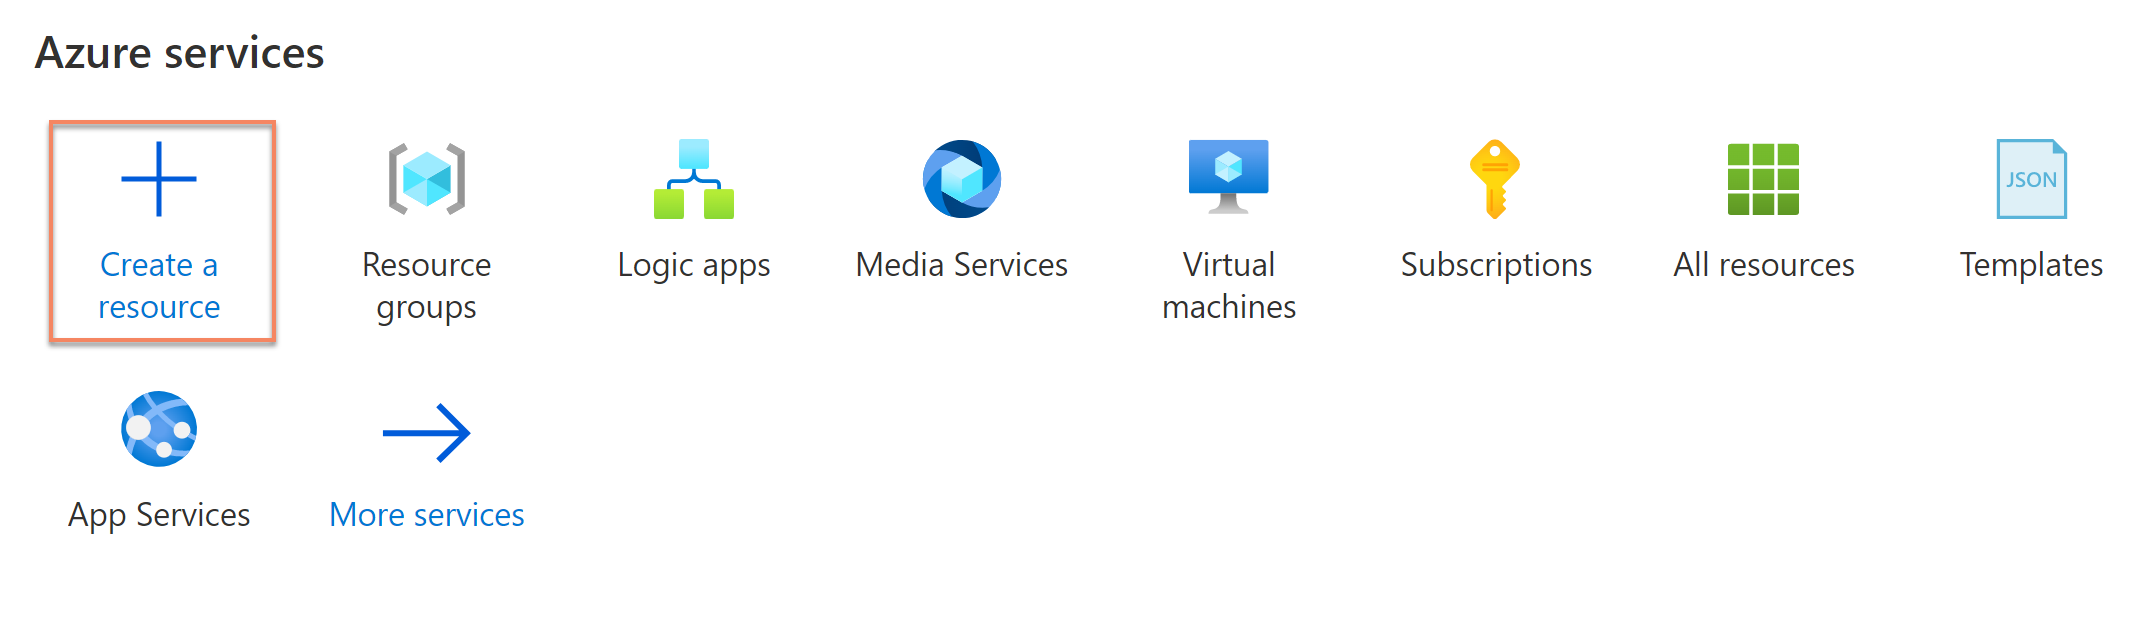 Azure services
Create a
resource
Resource
groups
Logic apps
Media Services
Virtual
machines
Subscriptions
All resources
JSON
Templates
App Services
More services